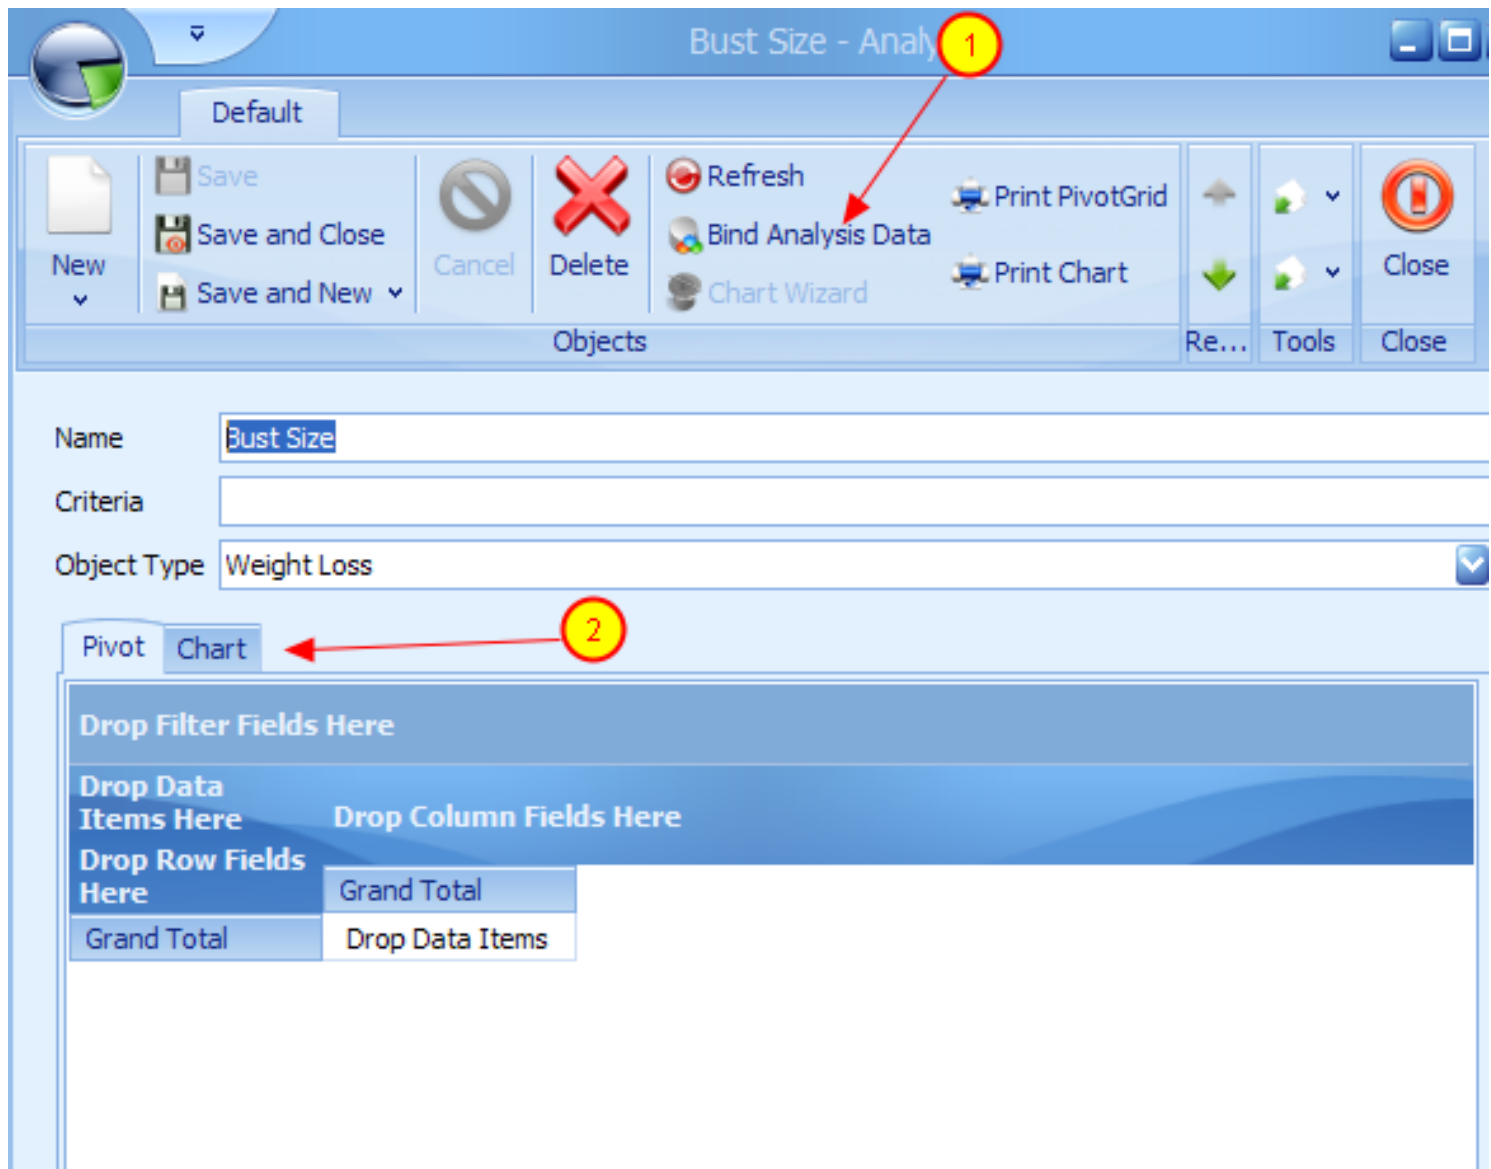 Bust Size - Analy
1
Default
New
Save
Save and Close
Save and New
Cancel
Delete
Refresh
Bind Analysis Data
Chart Wizard
Print PivotGrid
Print Chart
Close
Objects
Re...
Tools
Close
Name
Bust Size
Criteria
Object Type
Weight Loss
2
Pivot
Chart
Drop Filter Fields Here
Drop Data
Items Here
Drop Column Fields Here
Drop Row Fields
Here
Grand Total
Grand Total
Drop Data Items